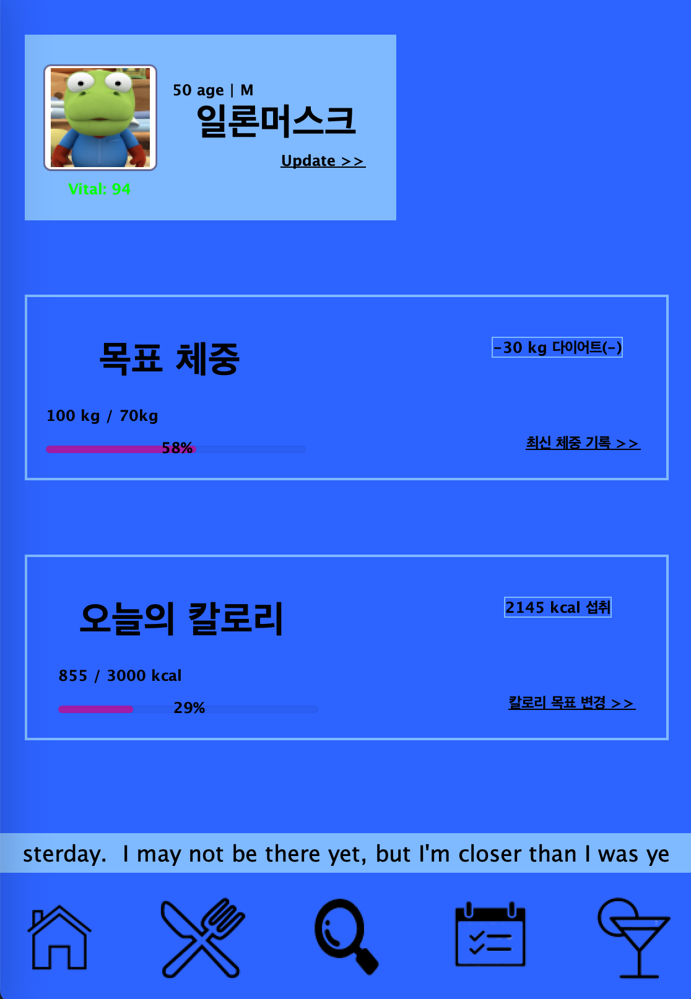 50 age | M
일론머스크
Update >>
Vital: 94
목표 체중
-30 kg 다이어트(-)
100 kg / 70kg
58%
최신 체중 기록 >>
오늘의 칼로리
2145 kcal 섭취
855 / 3000 kcal
29%
칼로리 목표 변경 >>
sterday.  I may not be there yet, but I'm closer than I was ye